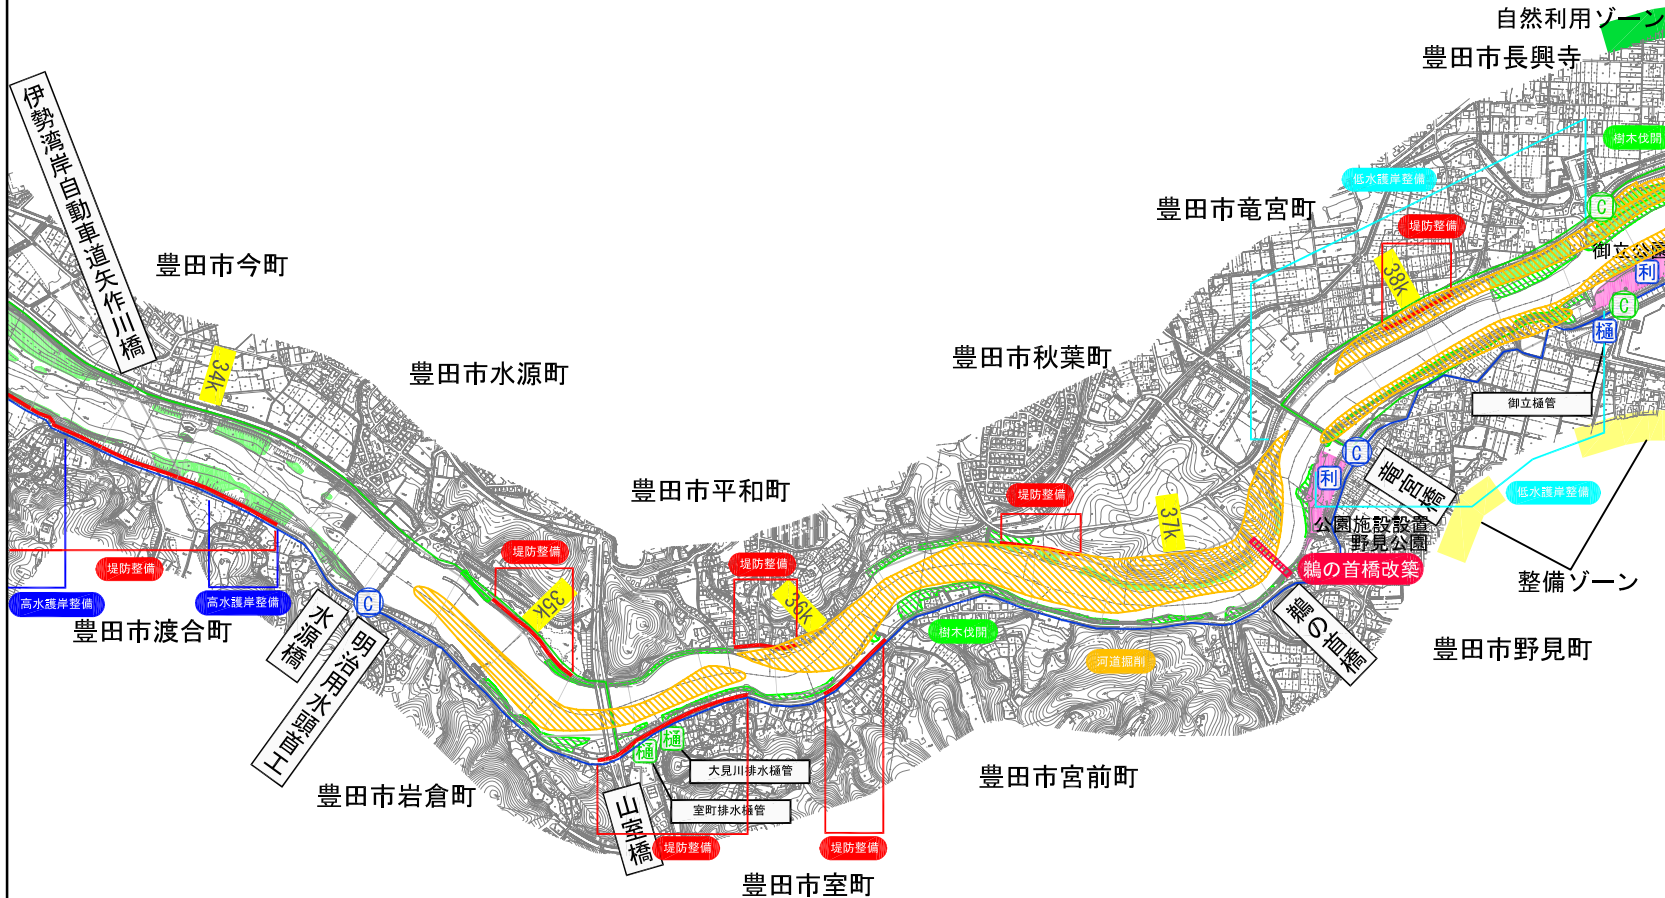 自然利用ゾーン
豊田市長興寺
伊勢湾岸自動車道矢作川橋
樹木伐開
低水護岸整備
豊田市竜宮町
C
堤防整備
御立公園
豊田市今町
38k
利
C
樋
34k
豊田市水源町
豊田市秋葉町
御立樋管
C
竜宮橋
豊田市平和町
利
堤防整備
37k
低水護岸整備
公園施設設置
野見公園
堤防整備
堤防整備
堤防整備
鵜の首橋改築
整備ゾーン
高水護岸整備
高水護岸整備
C
35k
36k
豊田市渡合町
水源橋
明治用水頭首工
樹木伐開
河道掘削
鵜の首橋
豊田市野見町
樋
樋
大見川排水樋管
豊田市宮前町
豊田市岩倉町
室町排水樋管
山室橋
堤防整備
堤防整備
豊田市室町